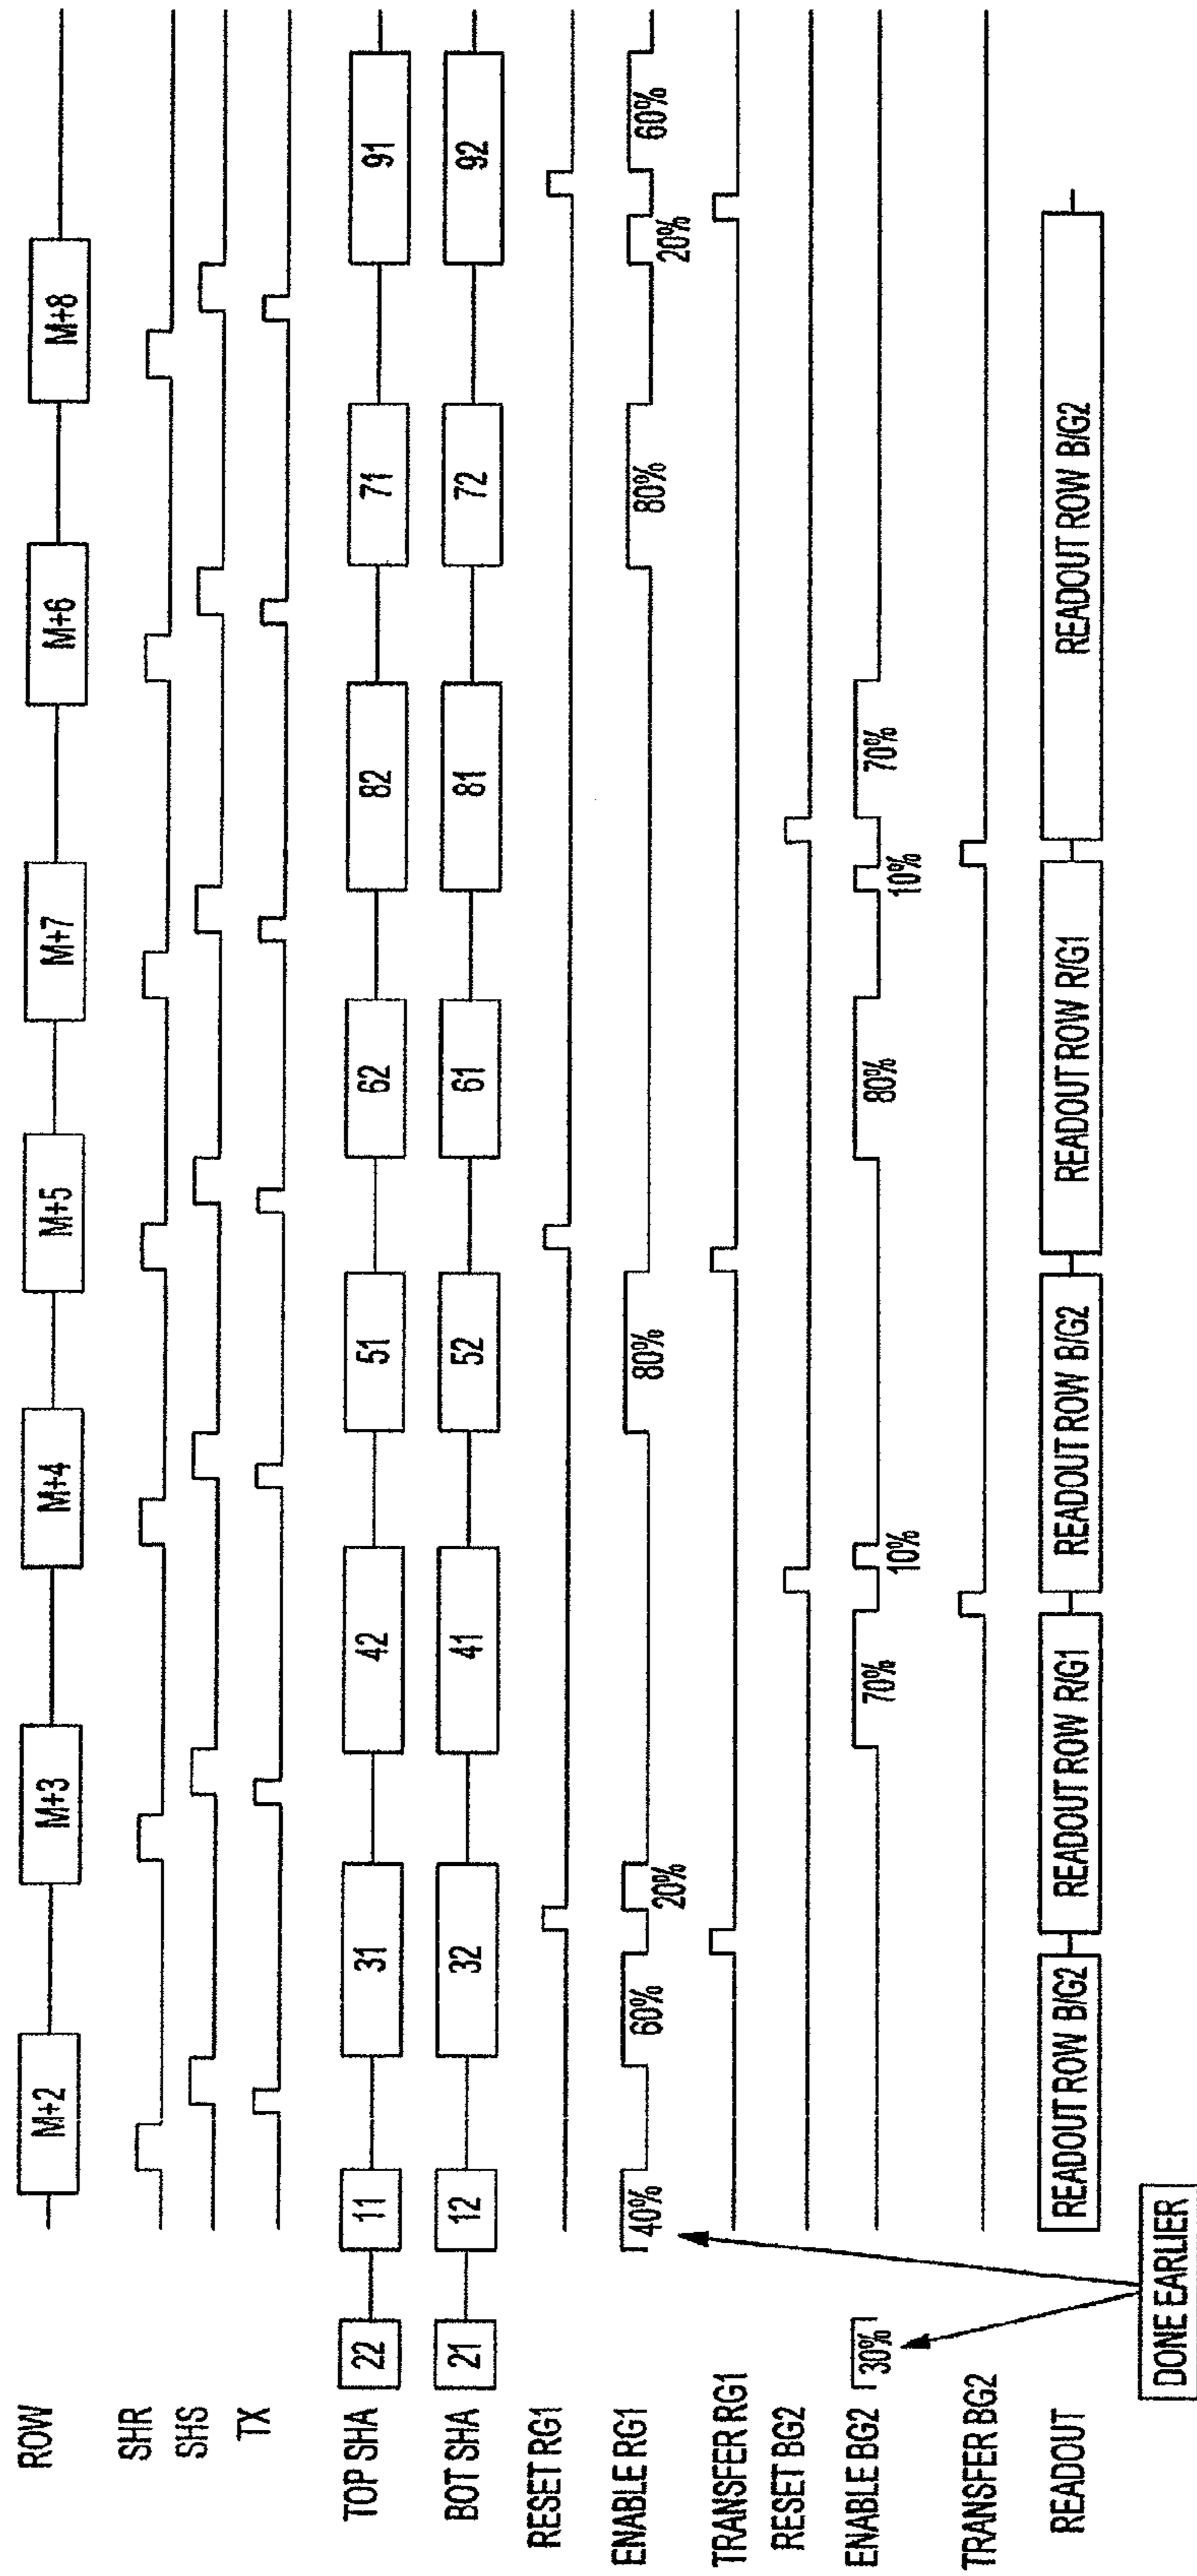 ROW M+2 M+3 M+4 M+5 M+7 M+6 M+8
SHR
SHS
TX
TOP SHA 22 11 31 42 51 62 82 71 91
BOT SHA 21 12 32 41 52 61 81 72 92
RESET RG1
ENABLE RG1 40% 60% 20% 80% 80% 20% 60%
TRANSFER RG1
RESET BG2
ENABLE BG2 30% 70% 10% 80% 10% 70%
TRANSFER BG2
READOUT READOUT ROW B/G2 READOUT ROW R/G1 READOUT ROW B/G2 READOUT ROW R/G1 READOUT ROW B/G2
DONE EARLIER